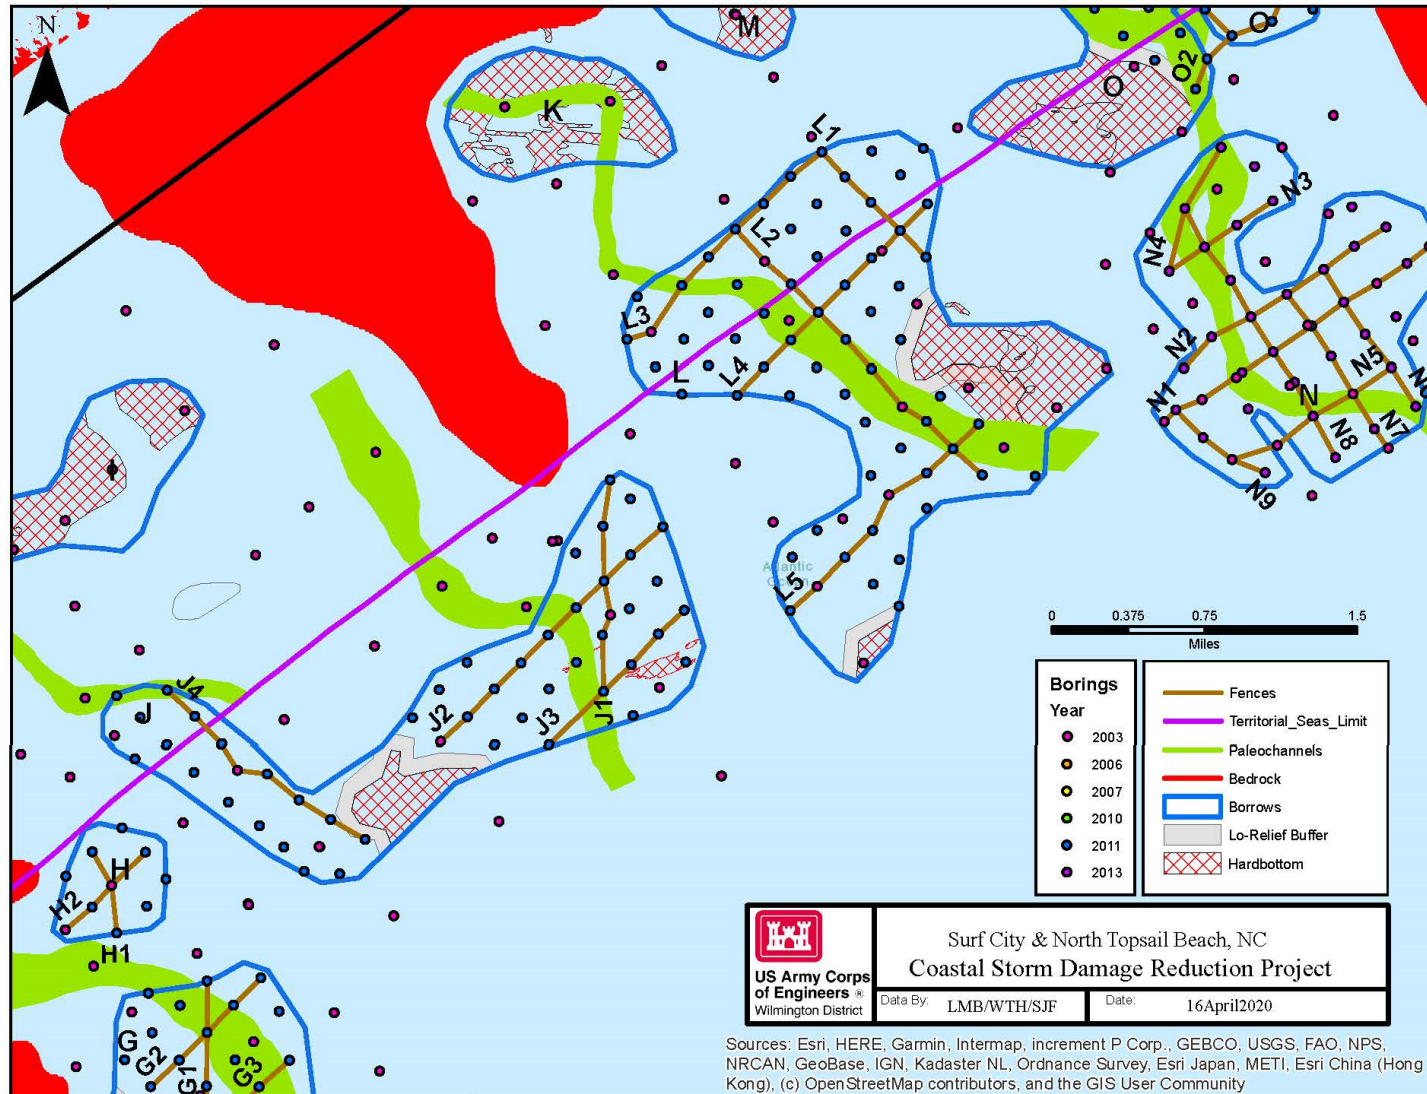 N
M
O
O2
O
K
L1
L2
L3
L4
L
L5
N3
N4
N2
N1
N
N5
N8
N7
N9
I
Atlantic
Ocean
J4
J
J2
J3
J1
H
H2
H1
G
G2
G1
G3
0 0.375 0.75 1.5
Miles
Borings
Year
2003
2006
2007
2010
2011
2013
Fences
Territorial_Seas_Limit
Paleochannels
Bedrock
Borrows
Lo-Relief Buffer
Hardbottom
US Army Corps
of Engineers ®
Wilmington District
Surf City & North Topsail Beach, NC
Coastal Storm Damage Reduction Project
Data By: LMB/WTH/SJF Date: 16April2020
Sources: Esri, HERE, Garmin, Intermap, increment P Corp., GEBCO, USGS, FAO, NPS,
NRCAN, GeoBase, IGN, Kadaster NL, Ordnance Survey, Esri Japan, METI, Esri China (Hong
Kong), (c) OpenStreetMap contributors, and the GIS User Community